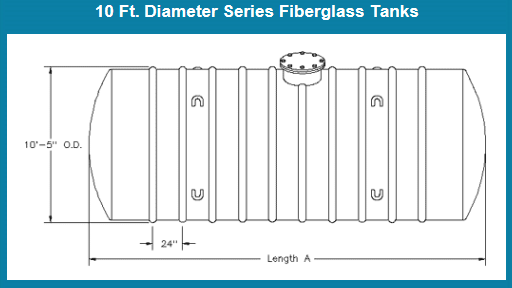 10 Ft. Diameter Series Fiberglass Tanks
10'-5" O.D.
24"
Length A